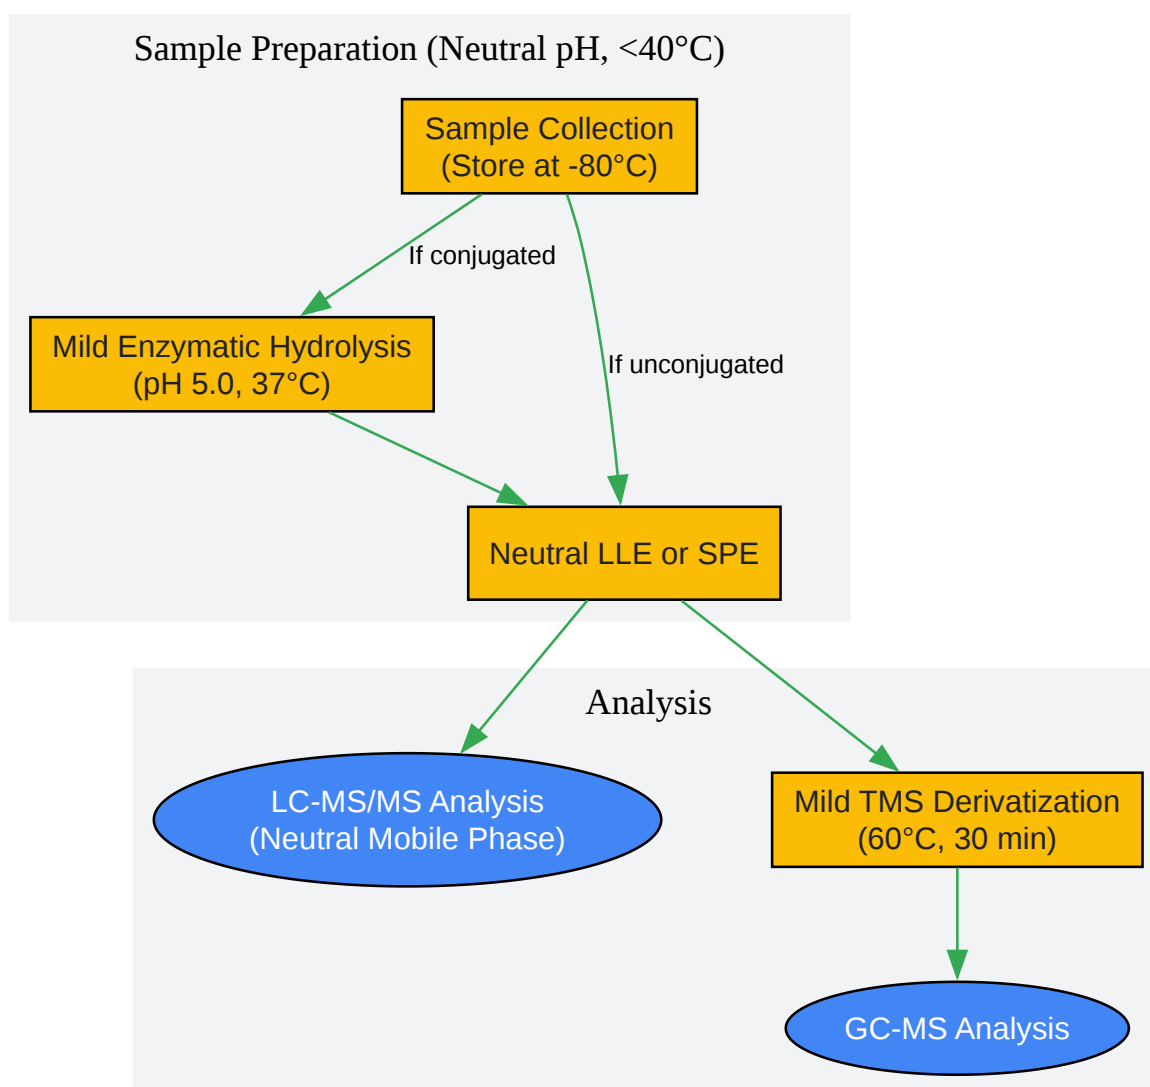 Sample Preparation (Neutral pH, <40°C)
Sample Collection
(Store at -80°C)
If conjugated
Mild Enzymatic Hydrolysis
(pH 5.0, 37°C)
If unconjugated
Neutral LLE or SPE
Analysis
LC-MS/MS Analysis
(Neutral Mobile Phase)
Mild TMS Derivatization
(60°C, 30 min)
GC-MS Analysis